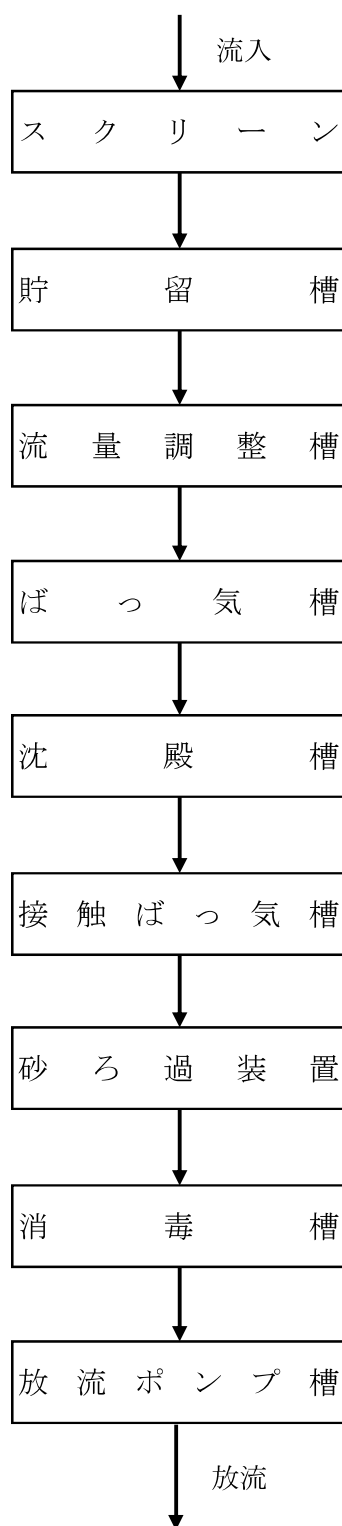 流入
スクリーン
貯留槽
流量調整槽
ばっ気槽
沈殿槽
接触ばっ気槽
砂ろ過装置
消毒槽
放流ポンプ槽
放流